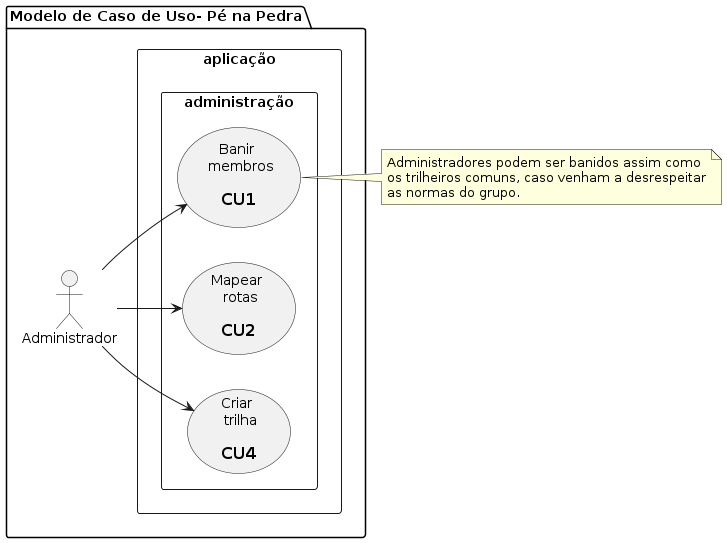 Modelo de Caso de Uso- Pé na Pedra
aplicação
administração
Banir
membros
CU1
Administradores podem ser banidos assim como
os trilheiros comuns, caso venham a desrespeitar
as normas do grupo.
Mapear
rotas
CU2
Administrador
Criar
trilha
CU4